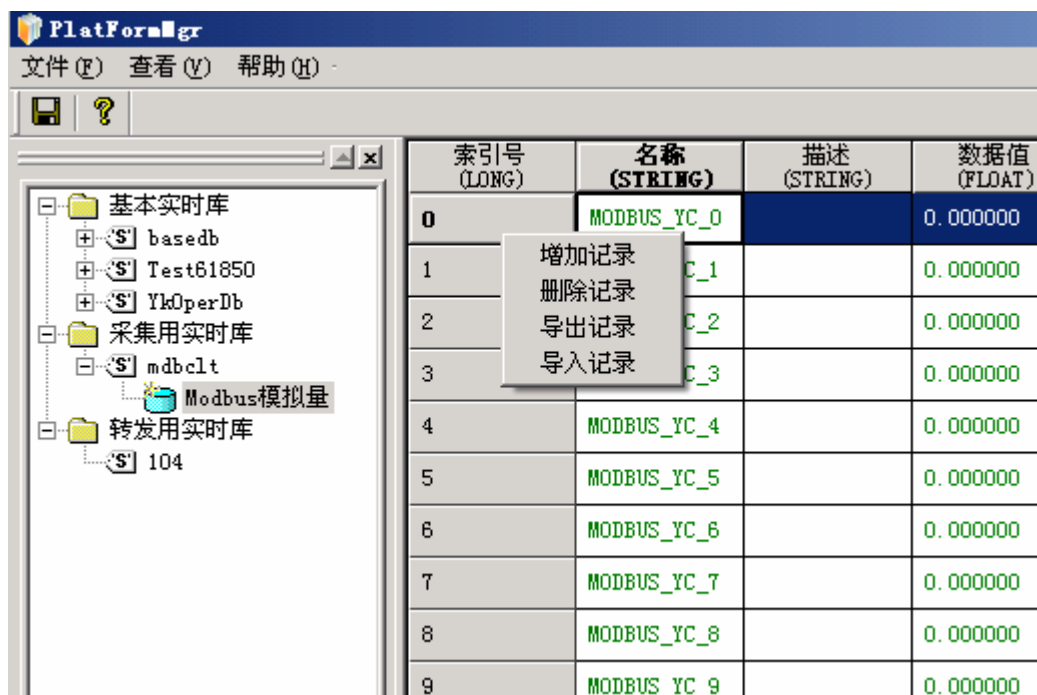 PlatFormMgr
文件(F) 查看(V) 帮助(H)
索引号 名称 描述 数据值
(LONG) (STRING) (STRING) (FLOAT)
基本实时库
basedb
Test61850
YkOperDb
采集用实时库
mdbclt
Modbus模拟量
转发用实时库
104
0 MODBUS_YC_0 0.000000
1 C_1 0.000000
2 C_2 0.000000
3 C_3 0.000000
4 MODBUS_YC_4 0.000000
5 MODBUS_YC_5 0.000000
6 MODBUS_YC_6 0.000000
7 MODBUS_YC_7 0.000000
8 MODBUS_YC_8 0.000000
9 MODBUS_YC_9 0.000000
增加记录
删除记录
导出记录
导入记录